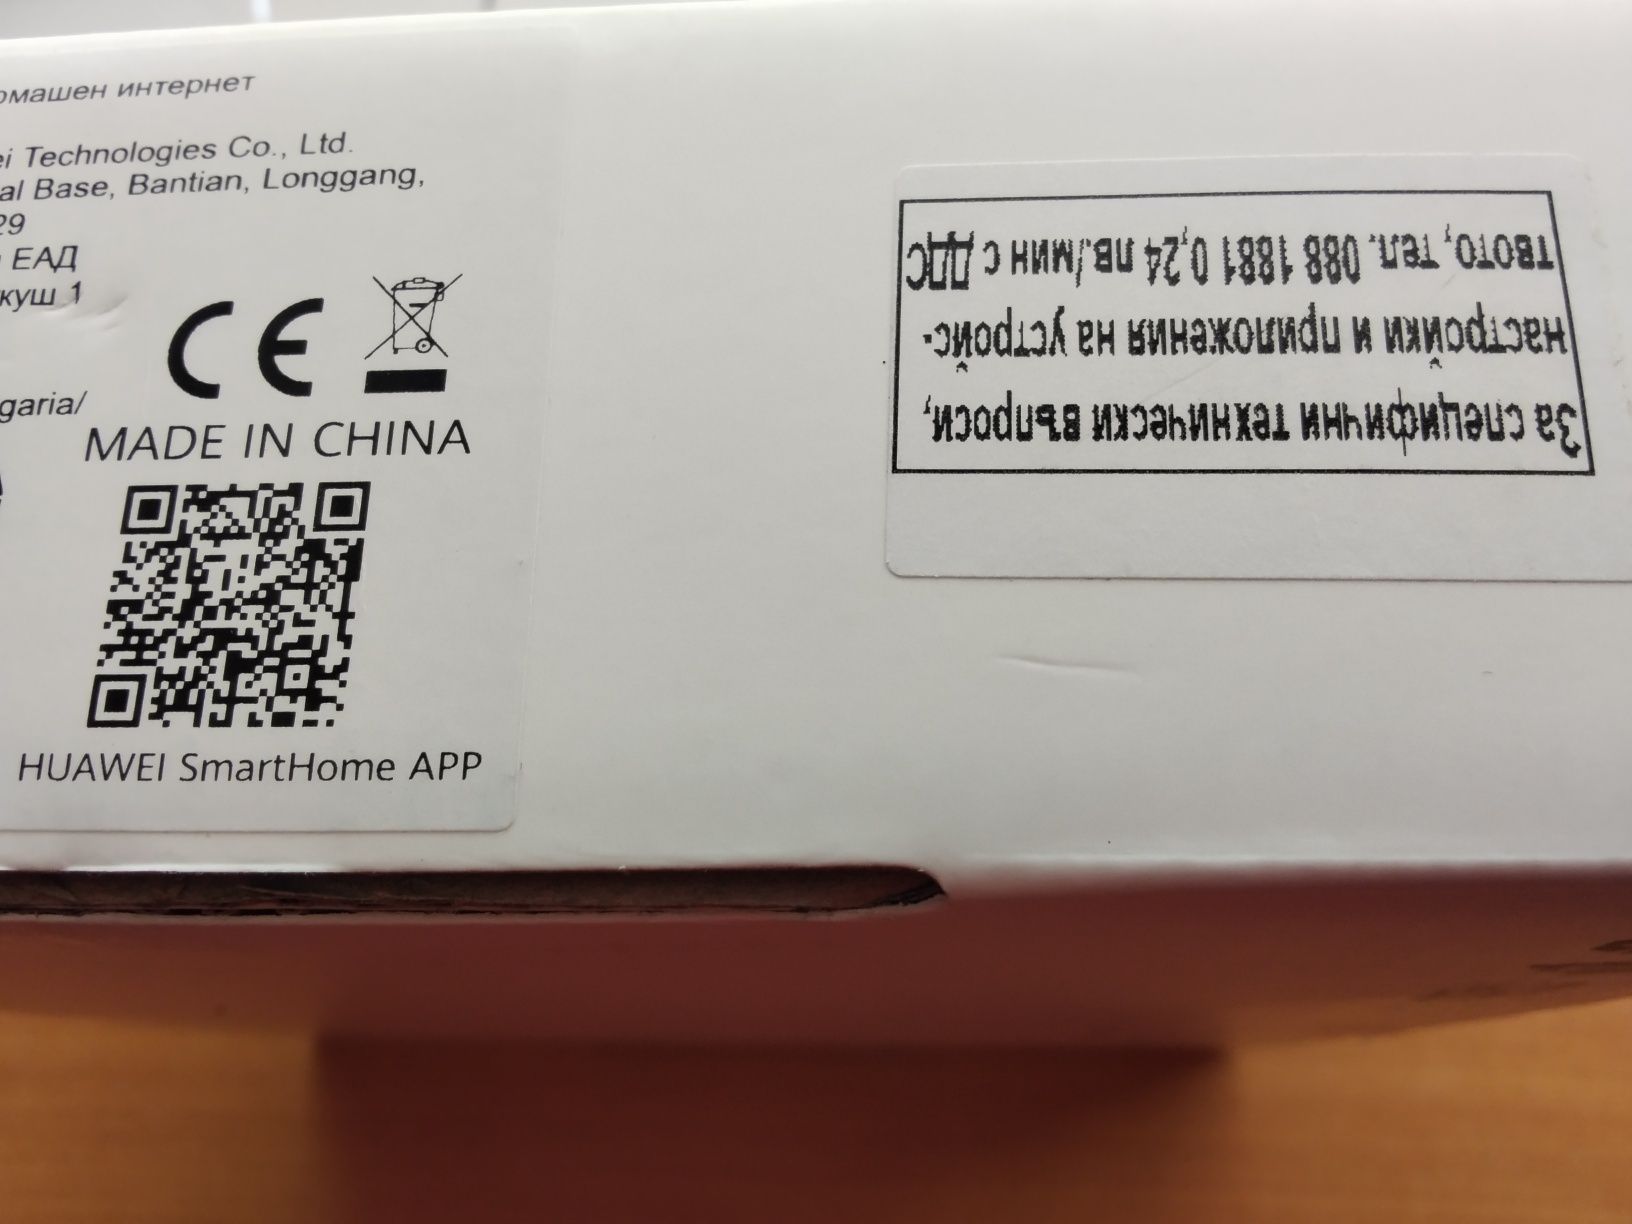 омашен интернет
ei Technologies Co., Ltd.
al Base, Bantian, Longgang,
29
ЕАД
куш 1
garia/
CE
MADE IN CHINA
HUAWEI SmartHome APP
За специфични технически въпроси,
настройки и приложения на устройс-
твото, тел. 088 1881 0,24 лв./мин с ДДС